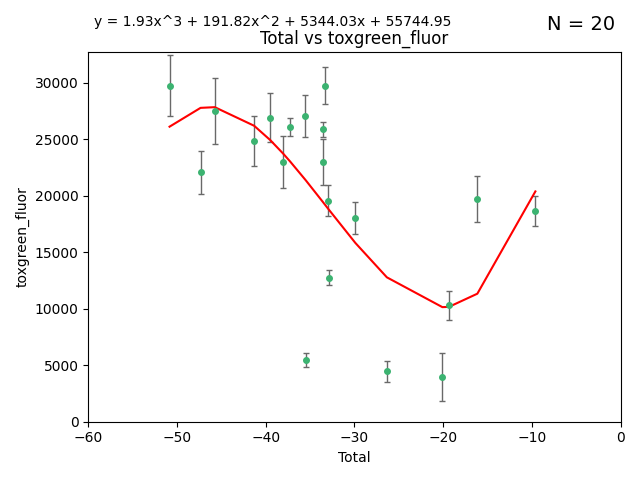 y = 1.93x^3 + 191.82x^2 + 5344.03x + 55744.95
N = 20
Total vs toxgreen_fluor
30000
25000
20000
15000
10000
5000
0
toxgreen_fluor
−60
−50
−40
−30
−20
−10
0
Total